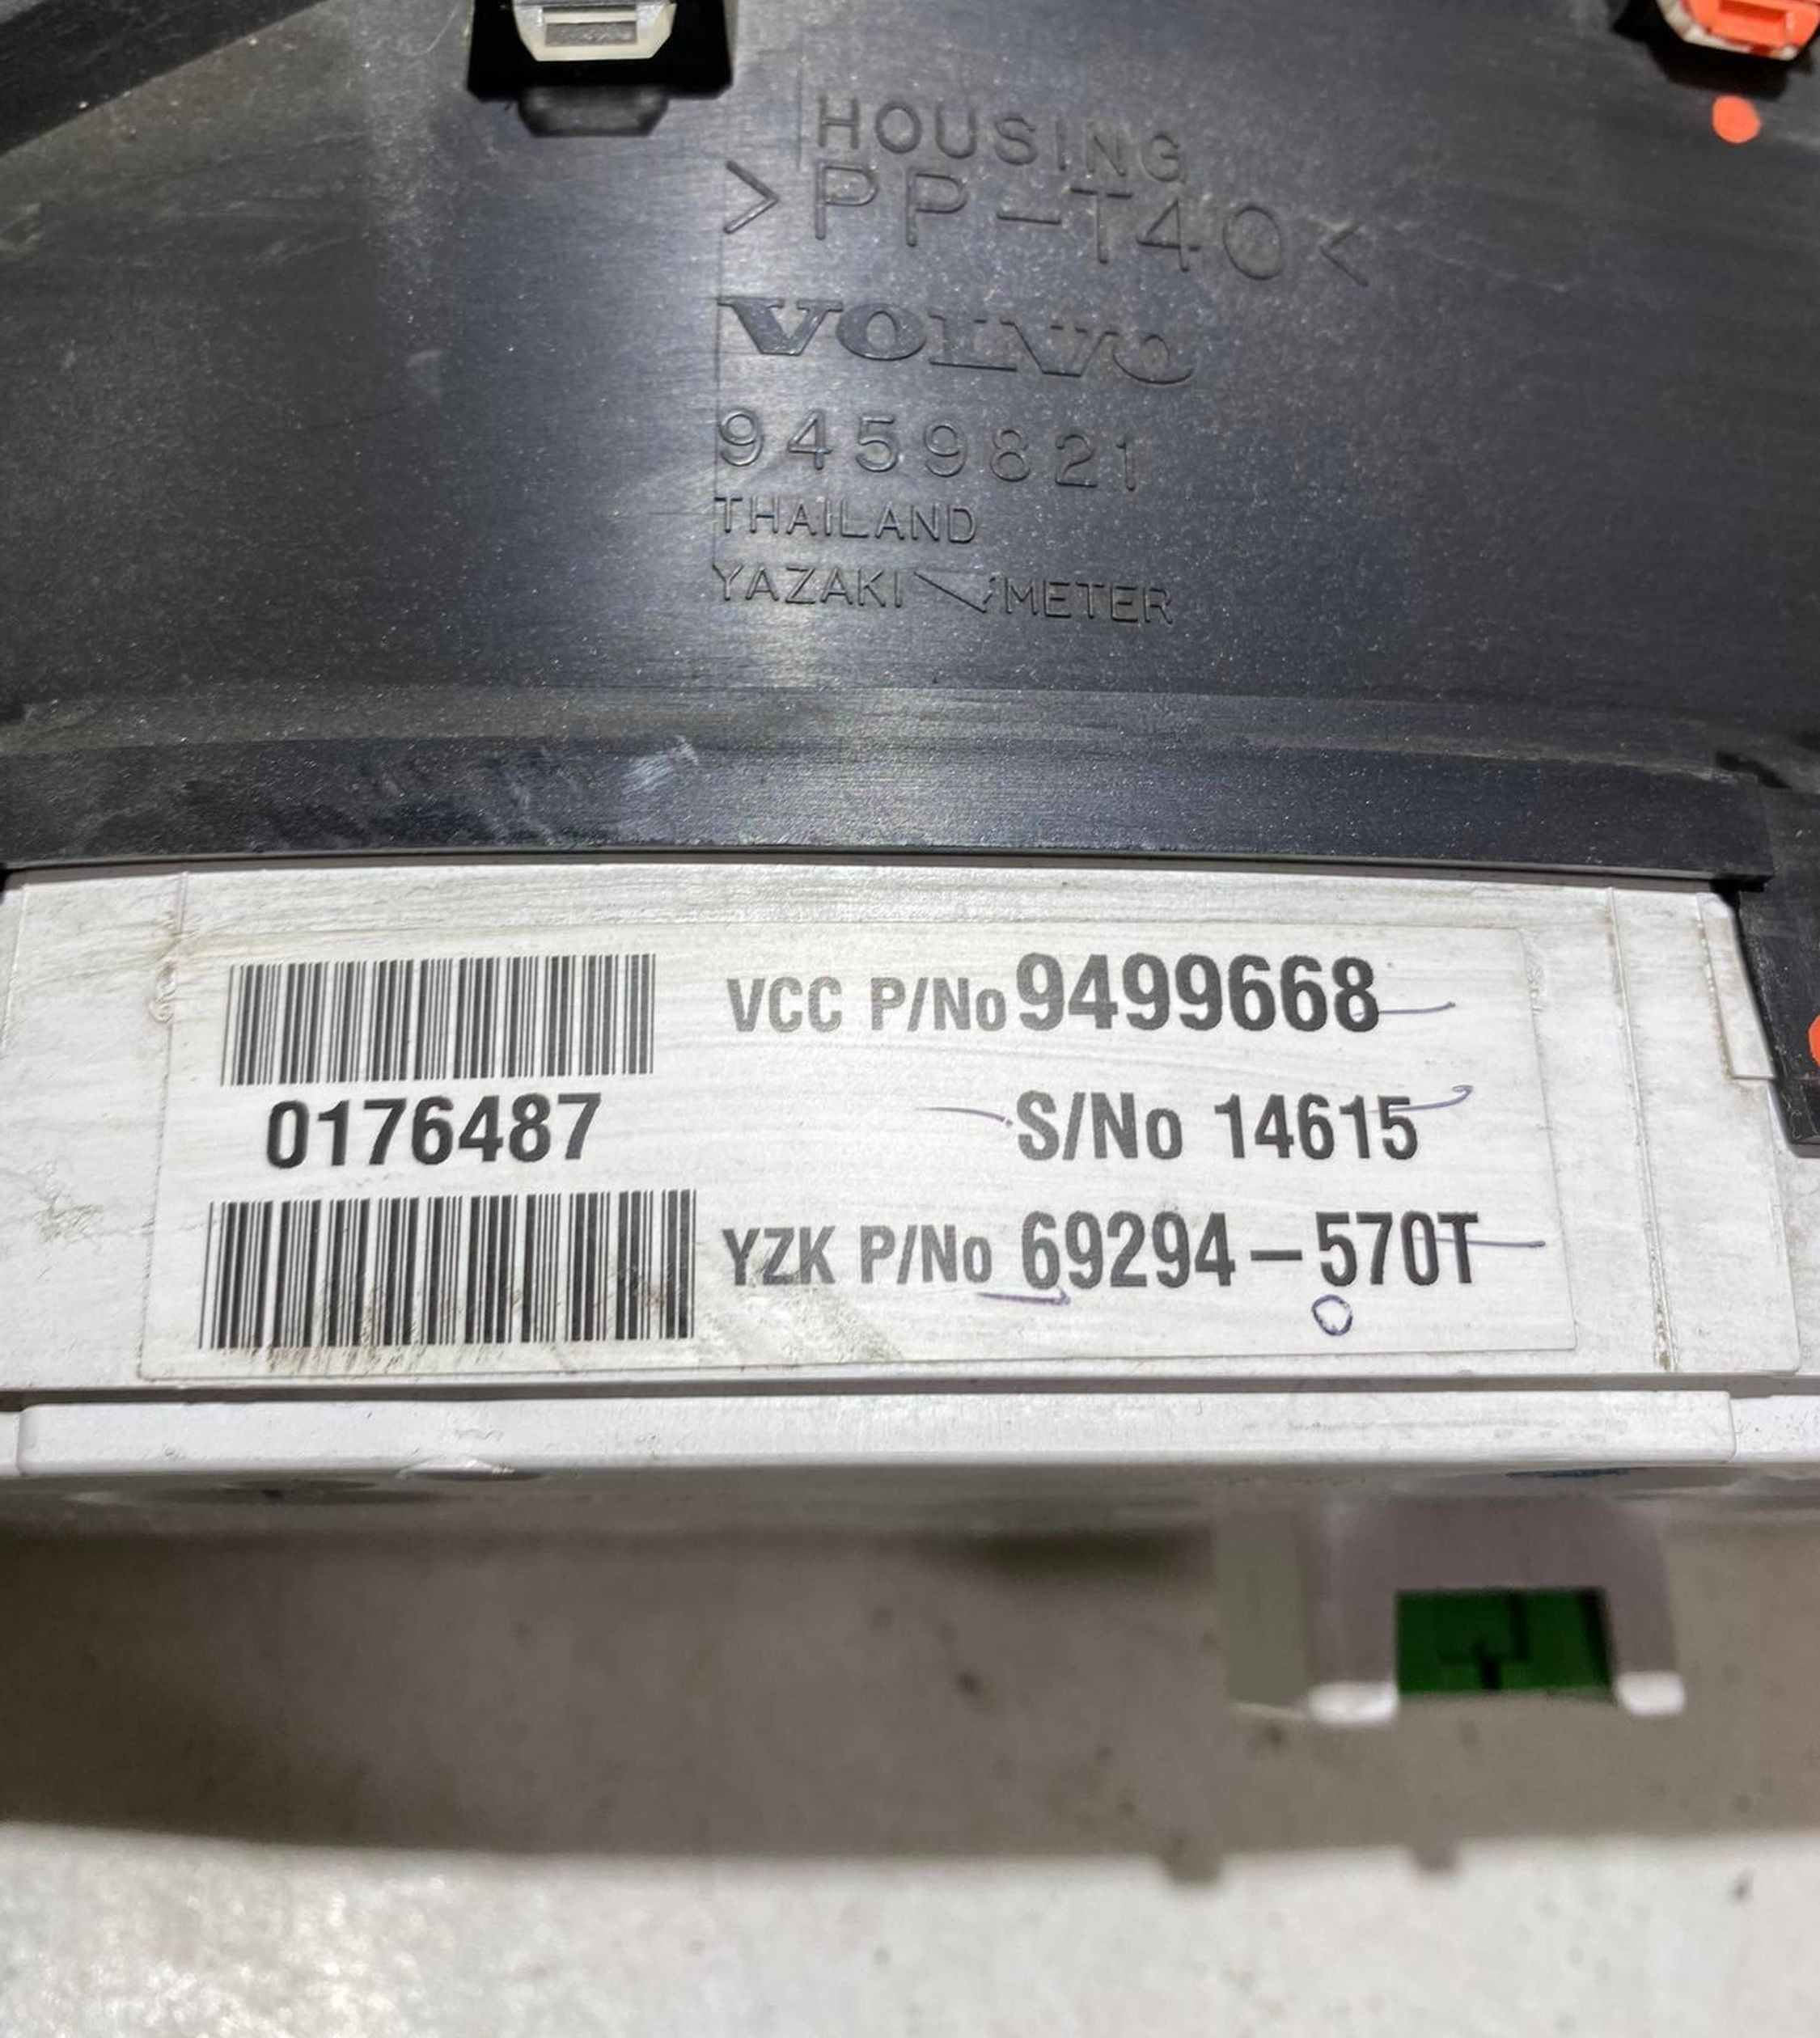 HOUSING
>PP-T40<
VOLVO
9459821
THAILAND
YAZAKI METER
VCC P/No 9499668
0176487
S/No 14615
YZK P/No 69294-570T